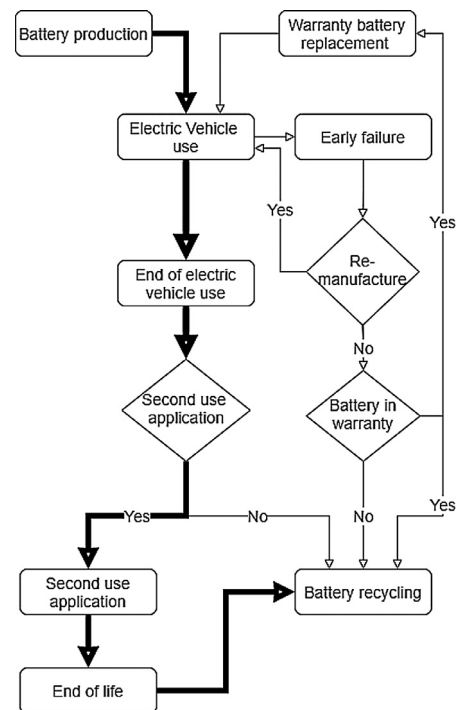 Battery production
Warranty battery
replacement
Electric Vehicle
use
Early failure
Yes
Yes
Re-
manufacture
End of electric
vehicle use
No
Second use
application
Battery in
warranty
Yes
No
No
Yes
Second use
application
Battery recycling
End of life